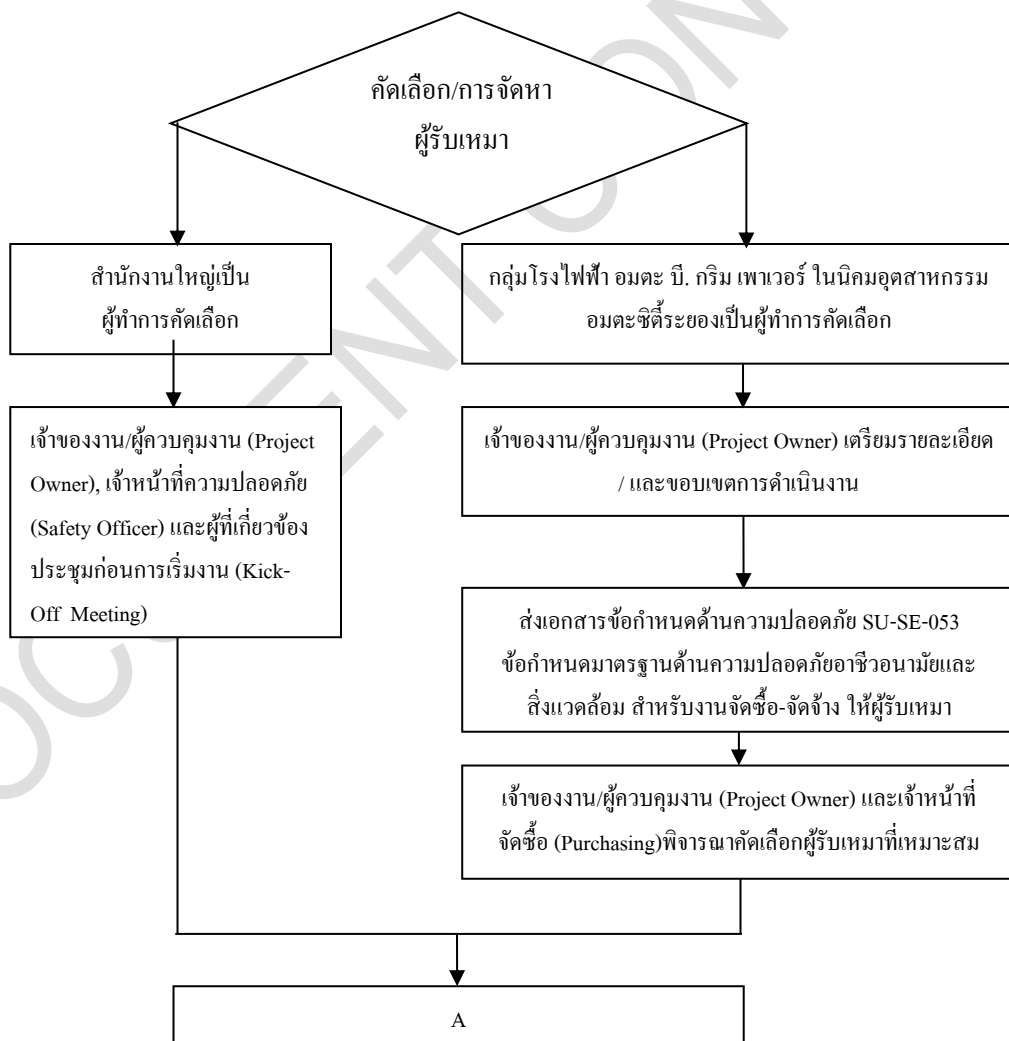 คัดเลือก/การจัดหา
ผู้รับเหมา
สำนักงานใหญ่เป็น
ผู้ทำการคัดเลือก
กลุ่มโรงไฟฟ้า อมตะ บี. กริม เพาเวอร์ ในนิคมอุตสาหกรรม
อมตะซิตี้ระยองเป็นผู้ทำการคัดเลือก
เจ้าของงาน/ผู้ควบคุมงาน (Project
Owner), เจ้าหน้าที่ความปลอดภัย
(Safety Officer) และผู้ที่เกี่ยวข้อง
ประชุมก่อนการเริ่มงาน (Kick-
Off Meeting)
เจ้าของงาน/ผู้ควบคุมงาน (Project Owner) เตรียมรายละเอียด
/ และขอบเขตการดำเนินงาน
ส่งเอกสารข้อกำหนดด้านความปลอดภัย SU-SE-053
ข้อกำหนดมาตรฐานด้านความปลอดภัยอาชีวอนามัยและ
สิ่งแวดล้อม สำหรับงานจัดซื้อ-จัดจ้าง ให้ผู้รับเหมา
เจ้าของงาน/ผู้ควบคุมงาน (Project Owner) และเจ้าหน้าที่
จัดซื้อ (Purchasing)พิจารณาคัดเลือกผู้รับเหมาที่เหมาะสม
A
OCUMENT CON